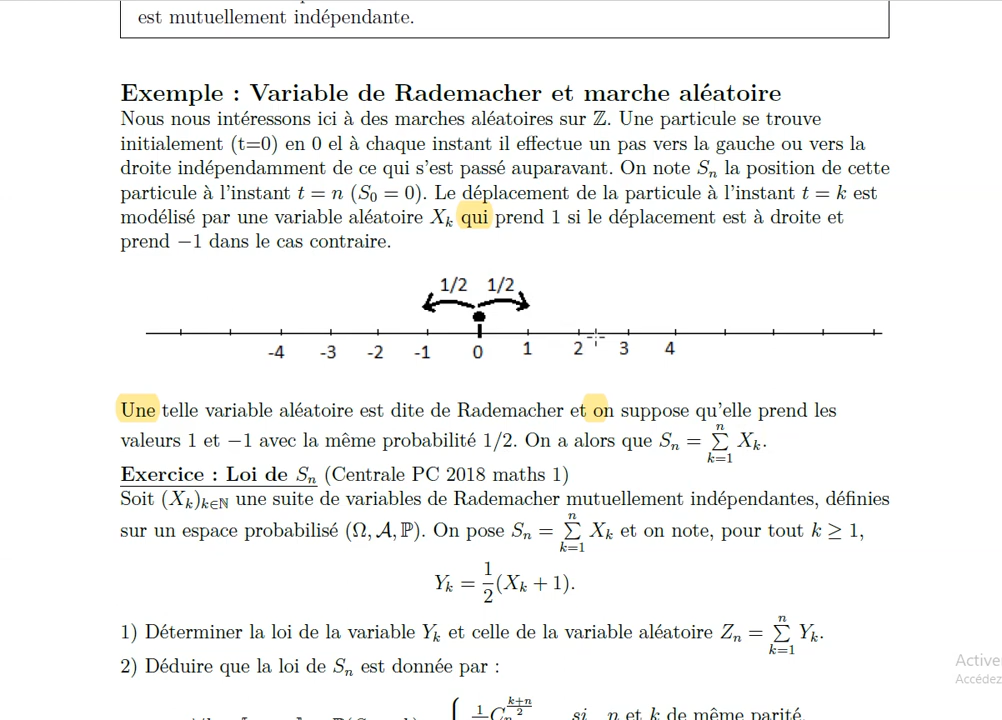 est mutuellement indépendante.
Exemple : Variable de Rademacher et marche aléatoire
Nous nous intéressons ici à des marches aléatoires sur ℤ. Une particule se trouve
initialement (t=0) en 0 el à chaque instant il effectue un pas vers la gauche ou vers la
droite indépendamment de ce qui s'est passé auparavant. On note Sₙ la position de cette
particule à l'instant t = n (S₀ = 0). Le déplacement de la particule à l'instant t = k est
modélisé par une variable aléatoire Xₖ qui prend 1 si le déplacement est à droite et
prend −1 dans le cas contraire.
1/2 1/2
-4 -3 -2 -1 0 1 2 3 4
Une telle variable aléatoire est dite de Rademacher et on suppose qu'elle prend les
valeurs 1 et −1 avec la même probabilité 1/2. On a alors que Sₙ = ∑_{k=1}^{n} Xₖ.
Exercice : Loi de Sₙ (Centrale PC 2018 maths 1)
Soit (Xₖ)_{k∈ℕ} une suite de variables de Rademacher mutuellement indépendantes, définies
sur un espace probabilisé (Ω, 𝒜, ℙ). On pose Sₙ = ∑_{k=1}^{n} Xₖ et on note, pour tout k ≥ 1,
Yₖ = 1/2 (Xₖ + 1).
1) Déterminer la loi de la variable Yₖ et celle de la variable aléatoire Zₙ = ∑_{k=1}^{n} Yₖ.
2) Déduire que la loi de Sₙ est donnée par :
si n et k de même parité.
Active
Accédez